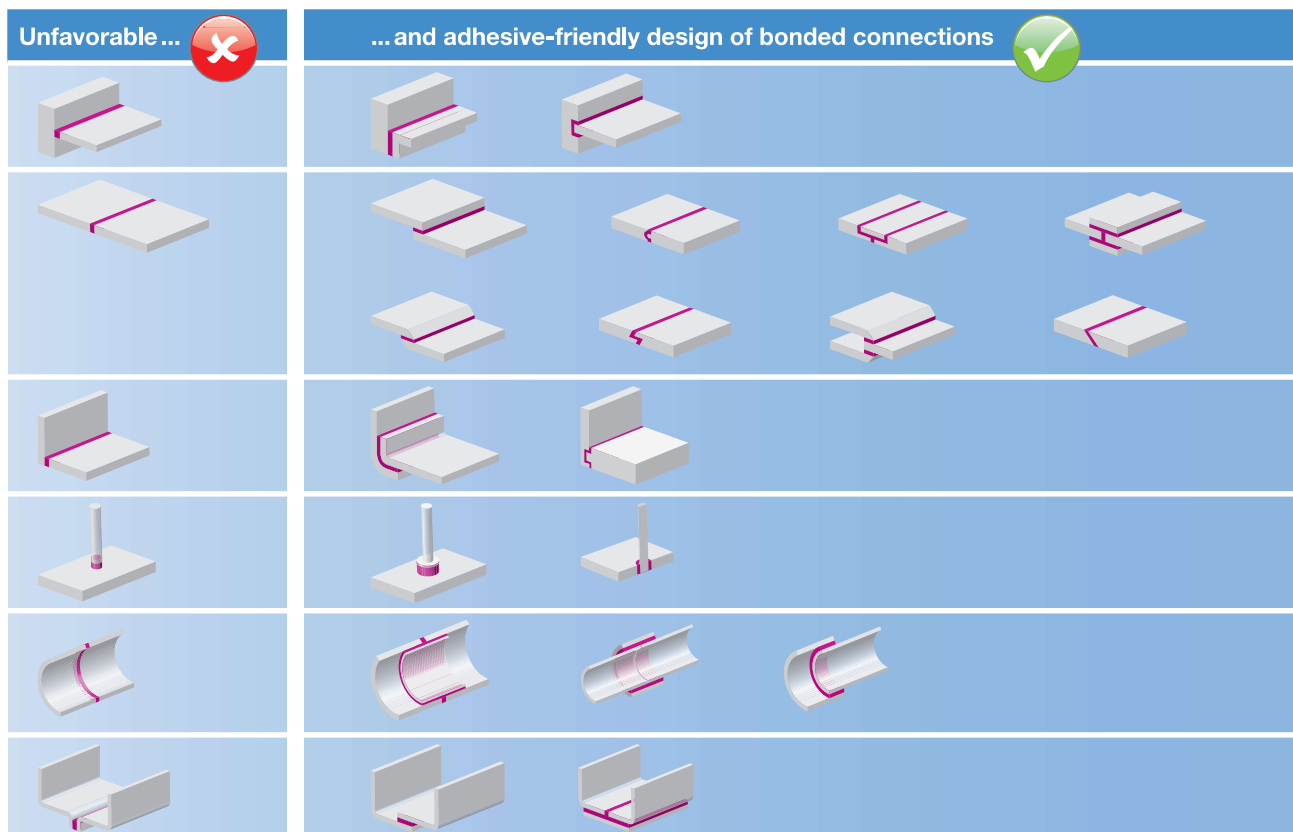 Unfavorable ...
... and adhesive-friendly design of bonded connections